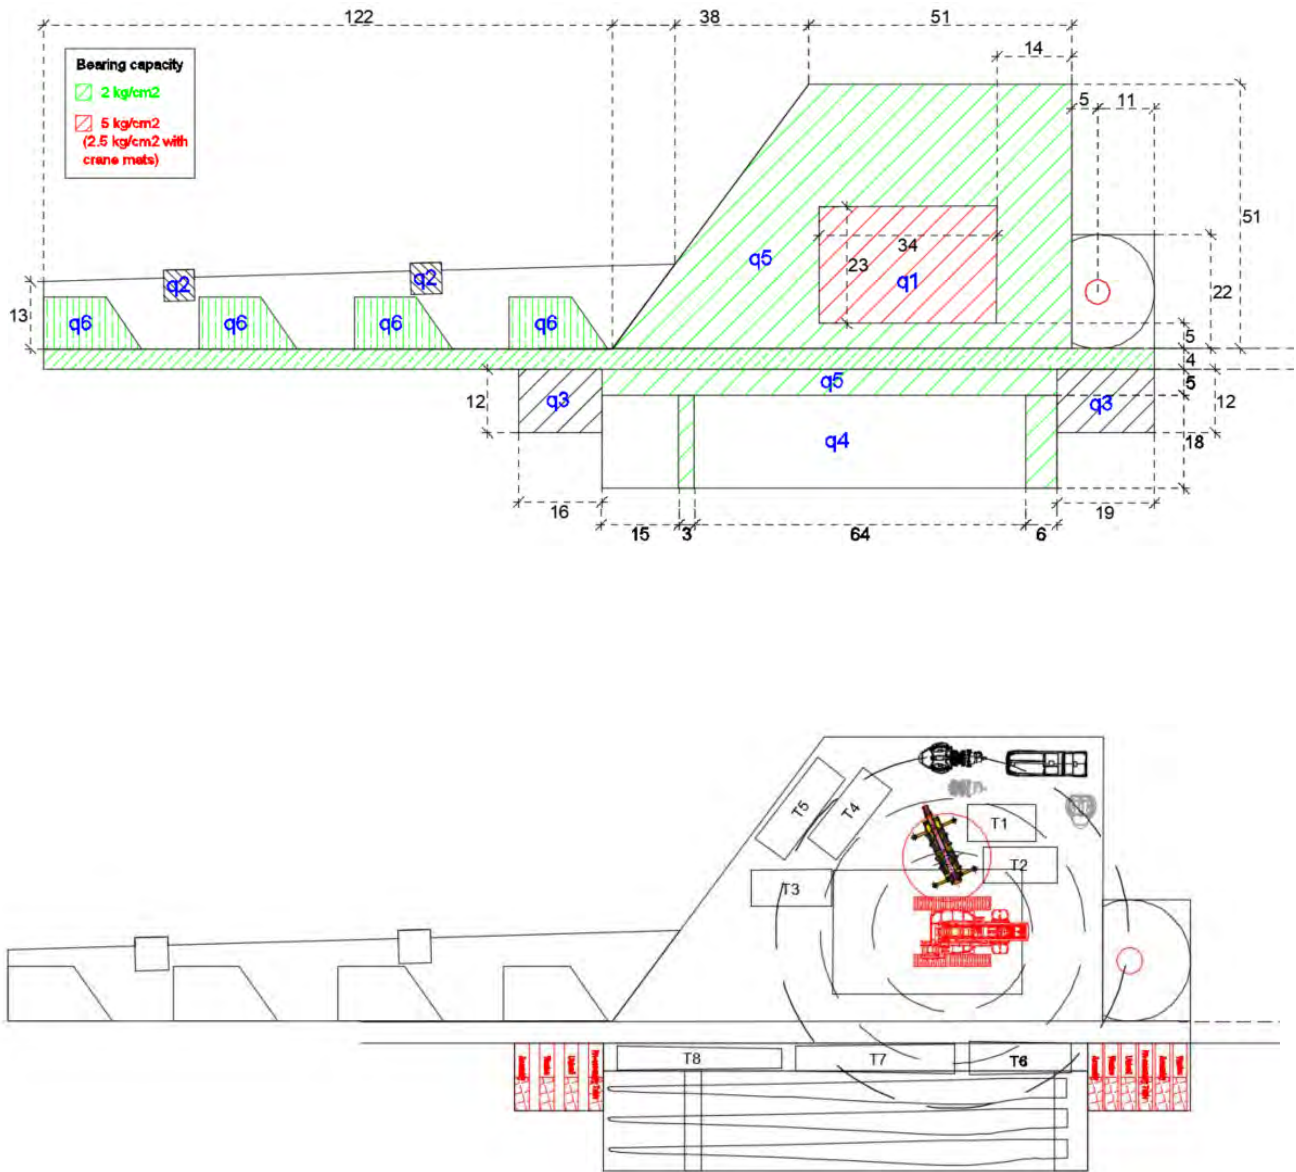 122
38
51
14
Bearing capacity
2 kg/cm2
5 kg/cm2
(2.5 kg/cm2 with
crane mats)
5
11
51
q5
34
23
q1
22
q2
q2
13
q6
q6
q6
q6
5
4
q5
5
12
q3
q3
12
q4
18
16
15
3
64
6
19
T5
T4
T1
T2
T3
T8
T7
T6